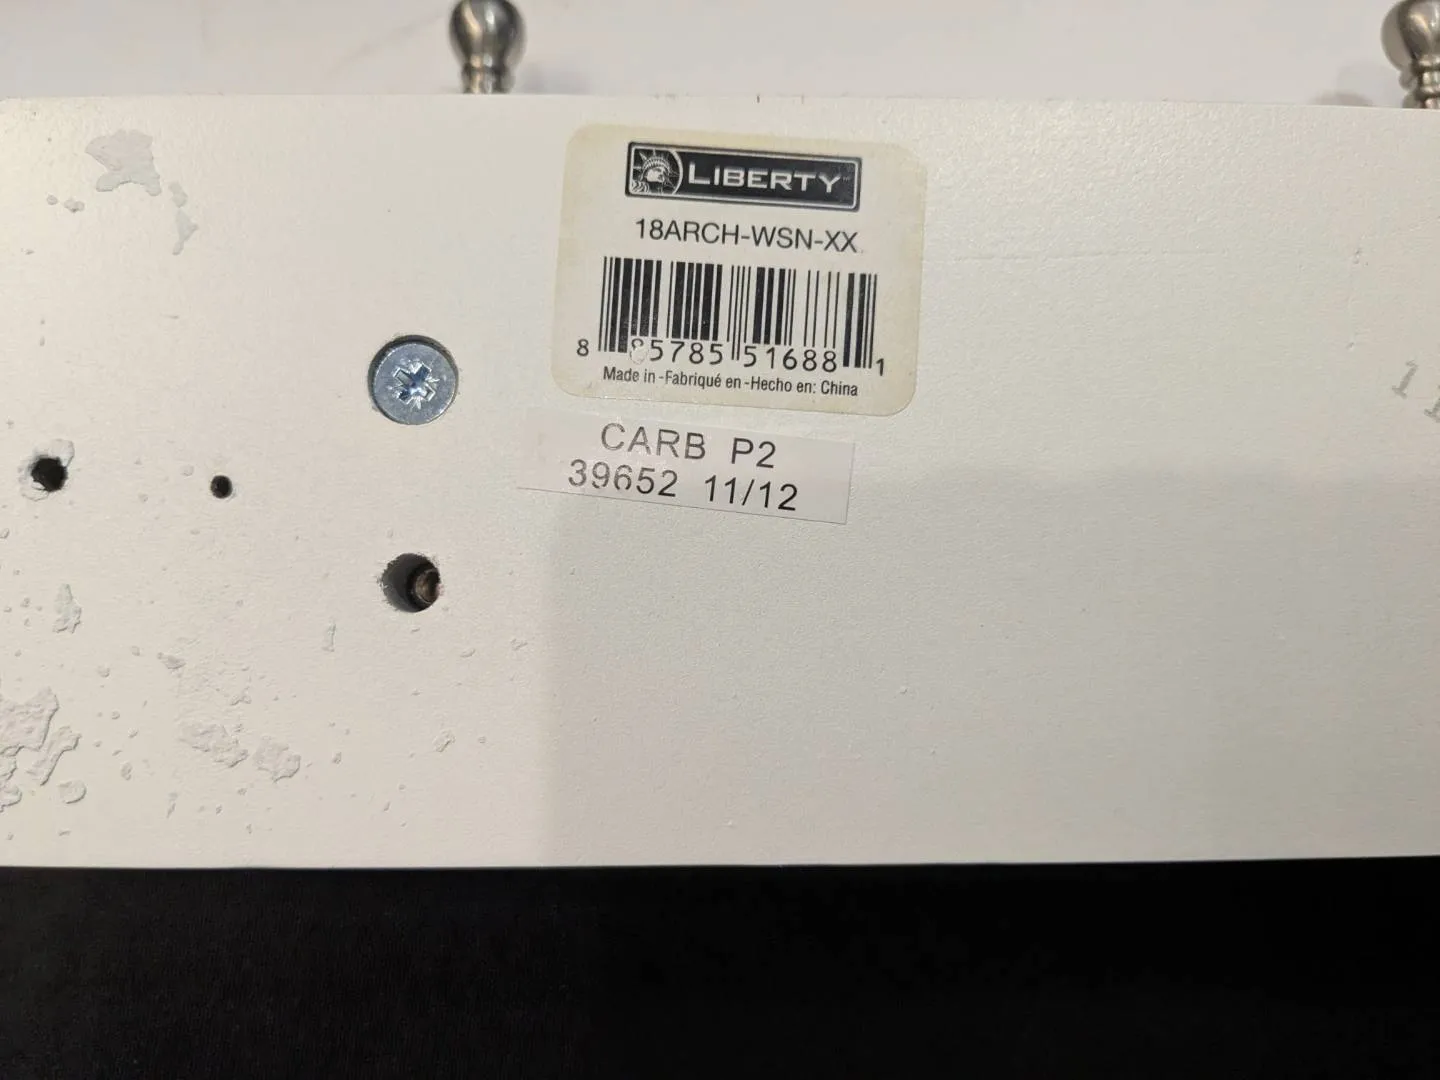 LIBERTY
18ARCH-WSN-XX
8 85785 51688 1
Made in -Fabriqué en -Hecho en: China
CARB P2
39652 11/12